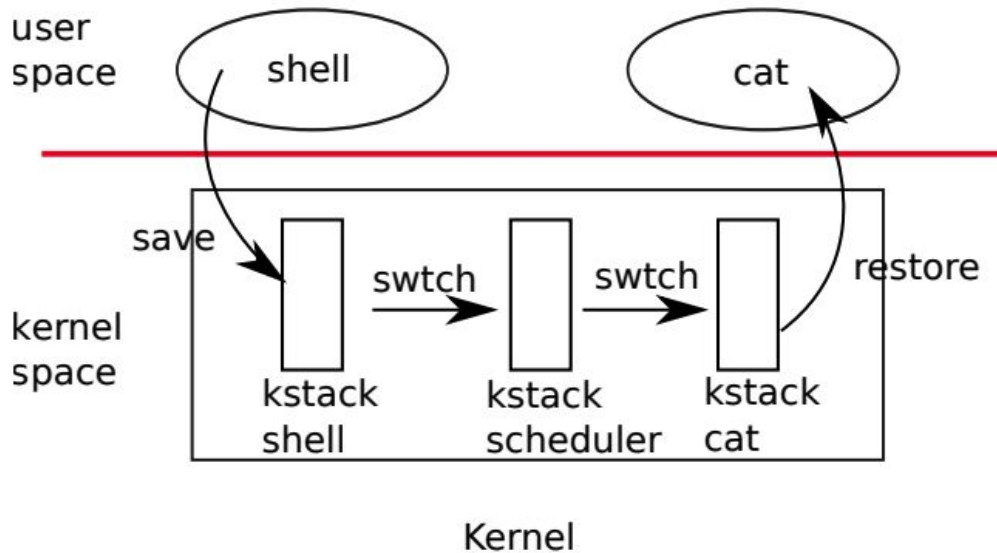 user
space
shell
cat
save
swtch
swtch
restore
kernel
space
kstack
shell
kstack
scheduler
kstack
cat
Kernel